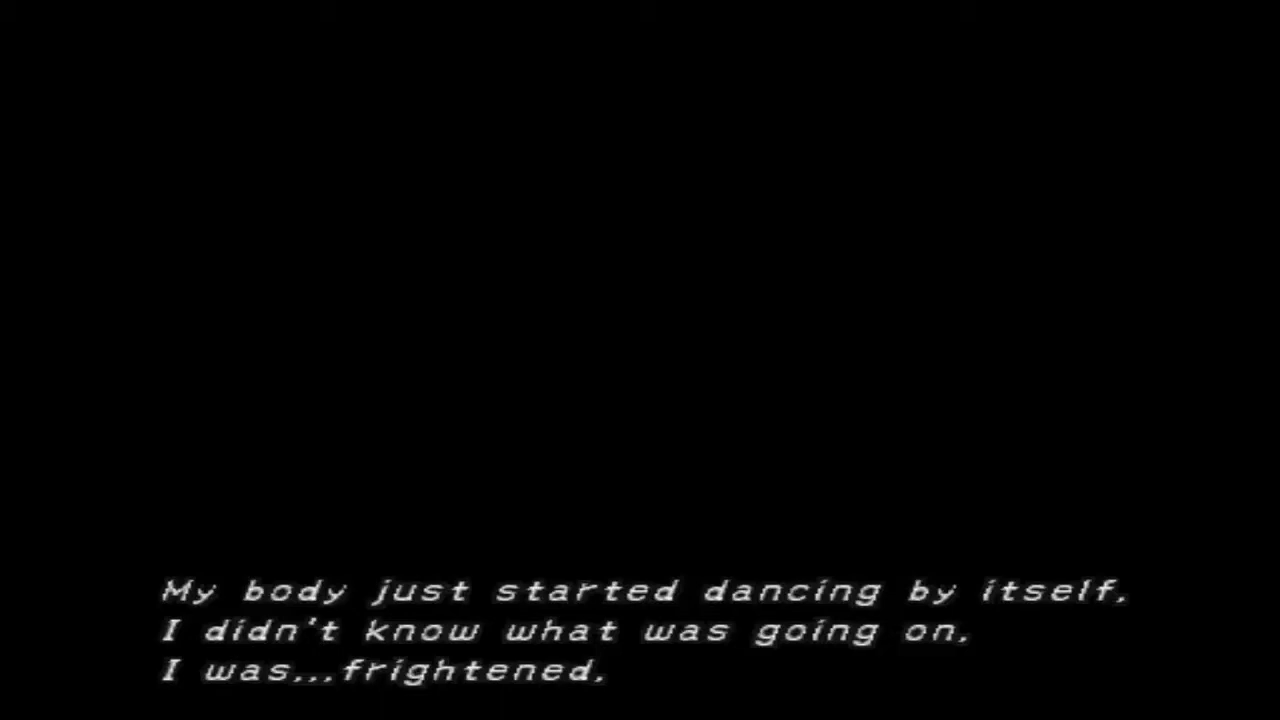 My body just started dancing by itself.
I didn't know what was going on.
I was...frightened.